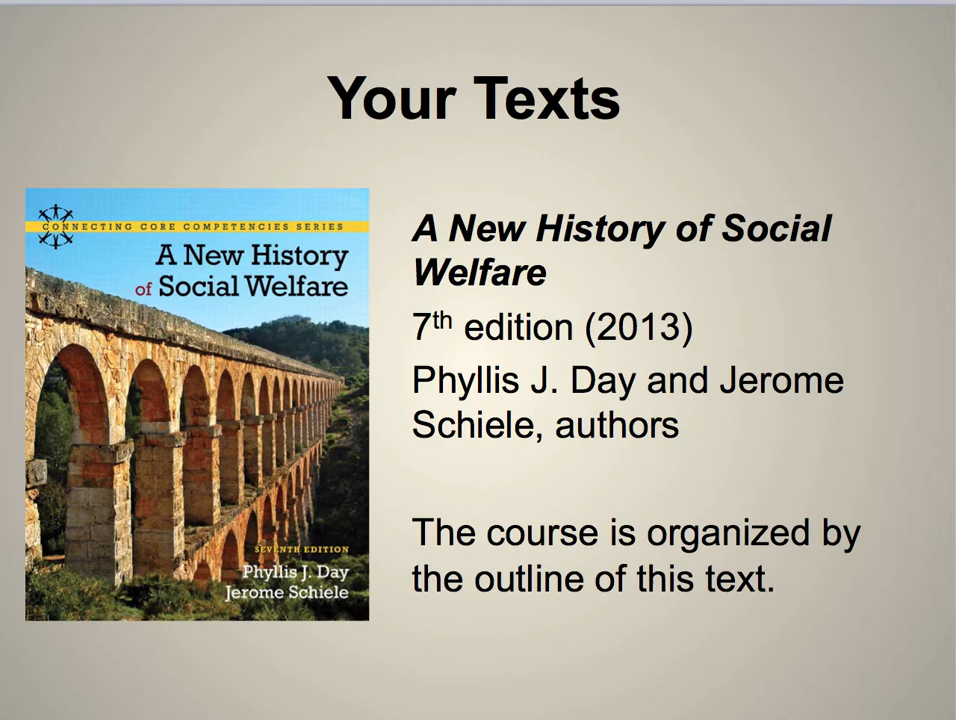 Your Texts
CONNECTING CORE COMPETENCIES SERIES
A New History
of Social Welfare
SEVENTH EDITION
Phyllis J. Day
Jerome Schiele
A New History of Social
Welfare
7th edition (2013)
Phyllis J. Day and Jerome
Schiele, authors
The course is organized by
the outline of this text.